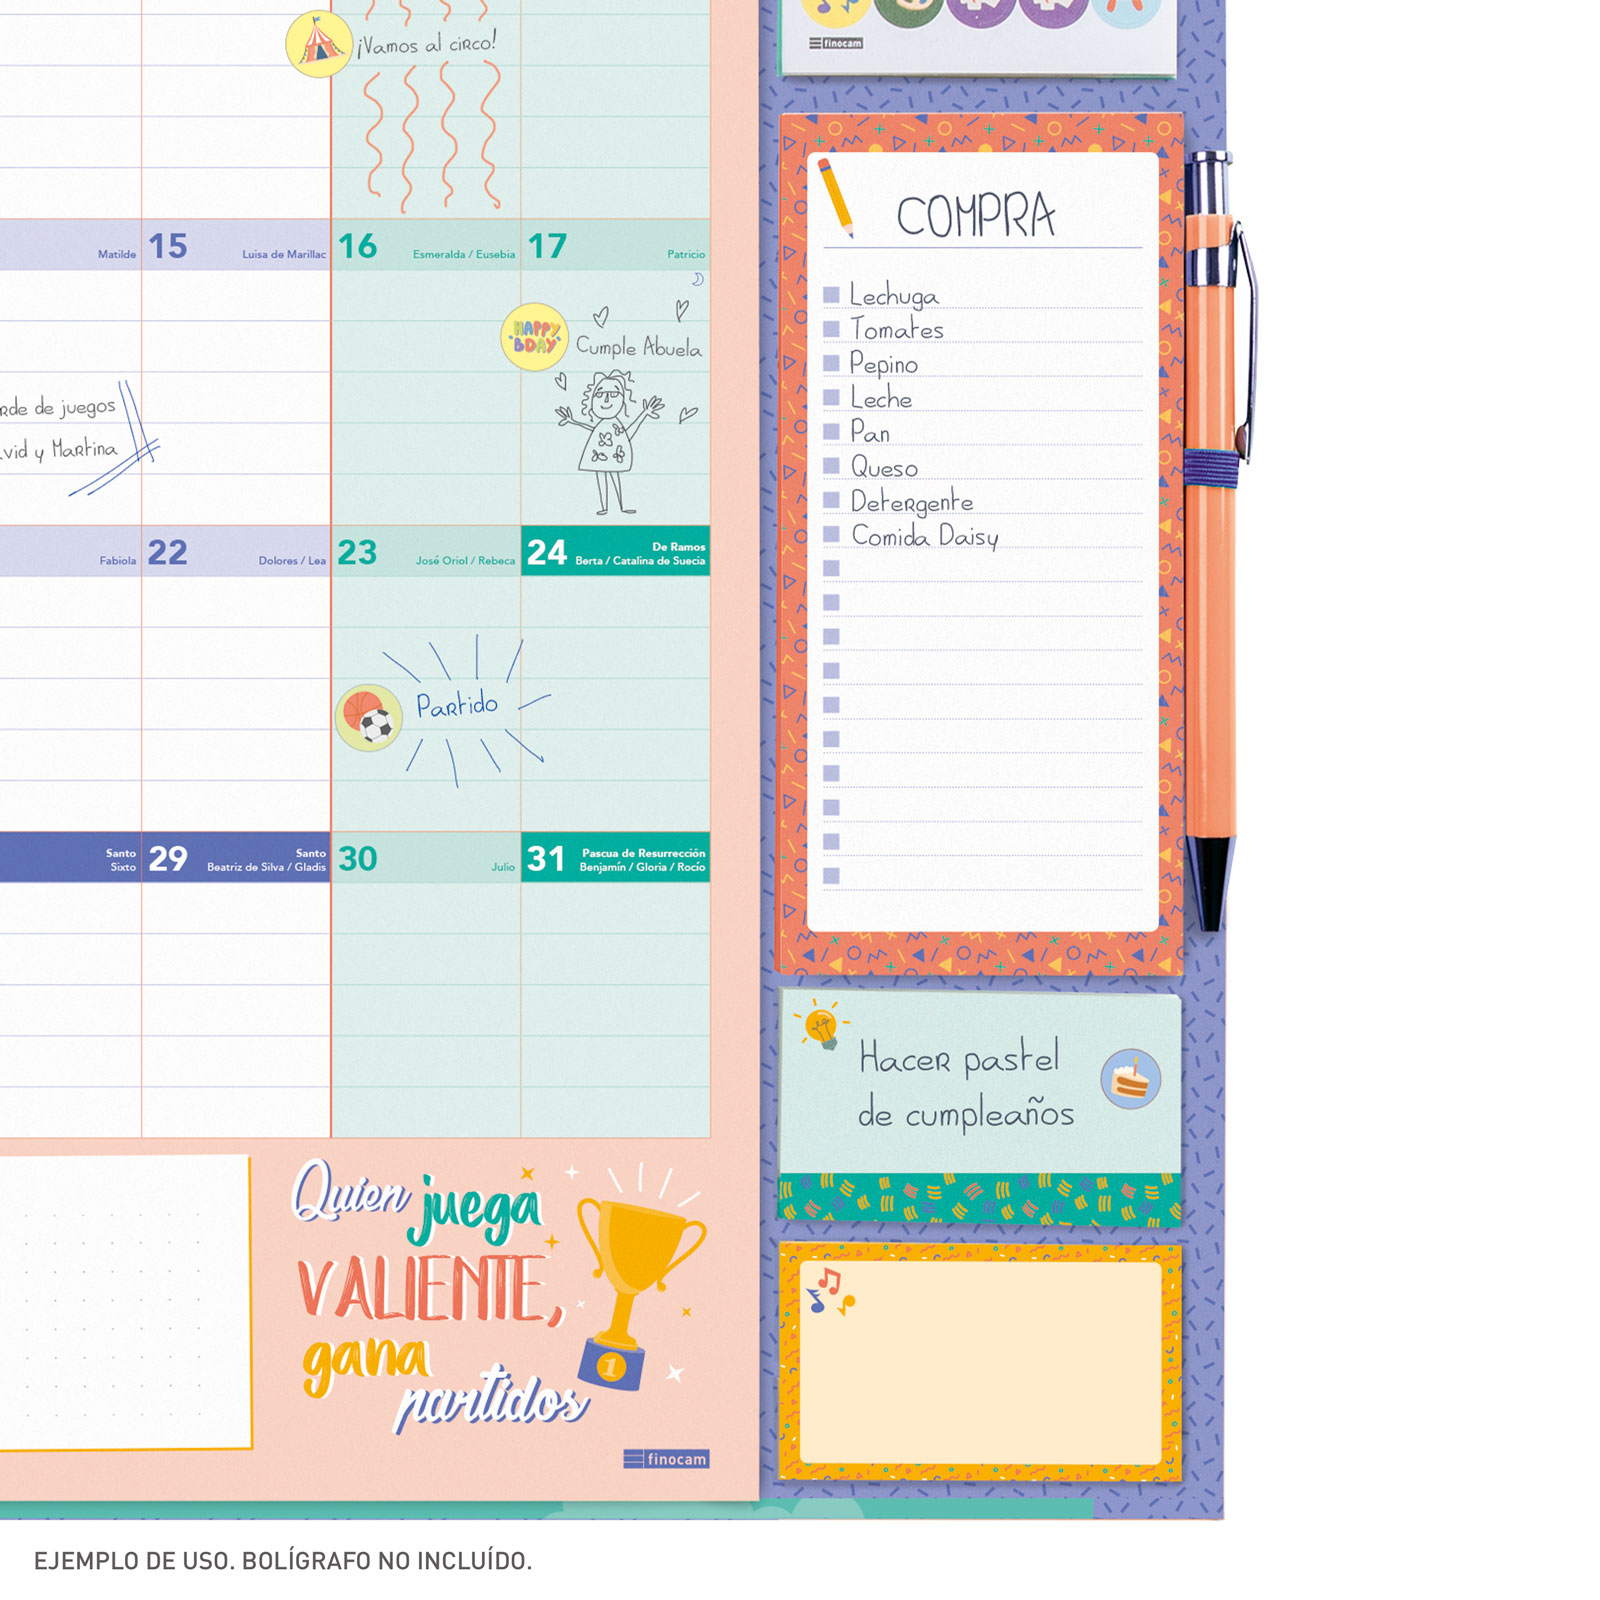 ¡Vamos al circo!
Matilde
15 Luisa de Marillac
16 Esmeralda / Eusebia
17 Patricio
HAPPY
BDAY
Cumple Abuela
rde de juegos
vid y Martina
Fabiola
22 Dolores / Lea
23 José Oriol / Rebeca
24 De Ramos
Berta / Catalina de Suecia
Partido
Santo
Sixto
29 Santo
Beatriz de Silva / Gladis
30 Julio
31 Pascua de Resurrección
Benjamín / Gloria / Rocío
Quien juega
VALIENTE,
gana
partidos
1
finocam
finocam
COMPRA
Lechuga
Tomates
Pepino
Leche
Pan
Queso
Detergente
Comida Daisy
Hacer pastel
de cumpleaños
EJEMPLO DE USO. BOLÍGRAFO NO INCLUÍDO.